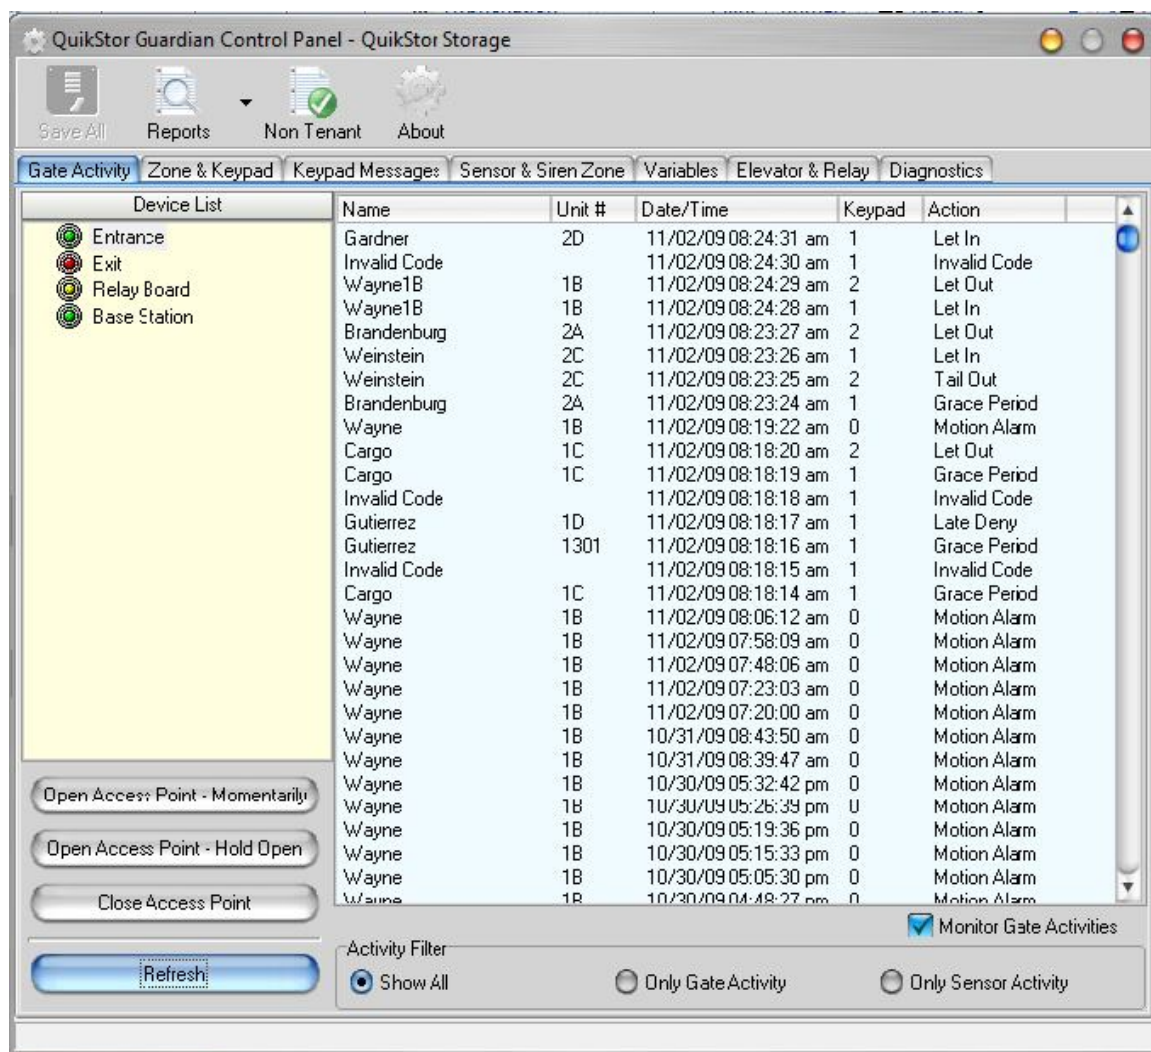 QuikStor Guardian Control Panel - QuikStor Storage
Save All Reports Non Tenant About
Gate Activity Zone & Keypad Keypad Messages Sensor & Siren Zone Variables Elevator & Relay Diagnostics
Device List
Entrance
Exit
Relay Board
Base Station
Name Unit # Date/Time Keypad Action
Gardner 2D 11/02/09 08:24:31 am 1 Let In
Invalid Code 11/02/09 08:24:30 am 1 Invalid Code
Wayne1B 1B 11/02/09 08:24:29 am 2 Let Out
Wayne1B 1B 11/02/09 08:24:28 am 1 Let In
Brandenburg 2A 11/02/09 08:23:27 am 2 Let Out
Weinstein 2C 11/02/09 08:23:26 am 1 Let In
Weinstein 2C 11/02/09 08:23:25 am 2 Tail Out
Brandenburg 2A 11/02/09 08:23:24 am 1 Grace Period
Wayne 1B 11/02/09 08:19:22 am 0 Motion Alarm
Cargo 1C 11/02/09 08:18:20 am 2 Let Out
Cargo 1C 11/02/09 08:18:19 am 1 Grace Period
Invalid Code 11/02/09 08:18:18 am 1 Invalid Code
Gutierrez 1D 11/02/09 08:18:17 am 1 Late Deny
Gutierrez 1301 11/02/09 08:18:16 am 1 Grace Period
Invalid Code 11/02/09 08:18:15 am 1 Invalid Code
Cargo 1C 11/02/09 08:18:14 am 1 Grace Period
Wayne 1B 11/02/09 08:06:12 am 0 Motion Alarm
Wayne 1B 11/02/09 07:58:09 am 0 Motion Alarm
Wayne 1B 11/02/09 07:48:06 am 0 Motion Alarm
Wayne 1B 11/02/09 07:23:03 am 0 Motion Alarm
Wayne 1B 11/02/09 07:20:00 am 0 Motion Alarm
Wayne 1B 10/31/09 08:43:50 am 0 Motion Alarm
Wayne 1B 10/31/09 08:39:47 am 0 Motion Alarm
Wayne 1B 10/30/09 05:32:42 pm 0 Motion Alarm
Wayne 1B 10/30/09 05:26:39 pm 0 Motion Alarm
Wayne 1B 10/30/09 05:19:36 pm 0 Motion Alarm
Wayne 1B 10/30/09 05:15:33 pm 0 Motion Alarm
Wayne 1B 10/30/09 05:05:30 pm 0 Motion Alarm
Wayne 1B 10/30/09 04:48:27 pm 0 Motion Alarm
Open Access Point - Momentarily
Open Access Point - Hold Open
Close Access Point
Refresh
Monitor Gate Activities
Activity Filter
Show All Only Gate Activity Only Sensor Activity